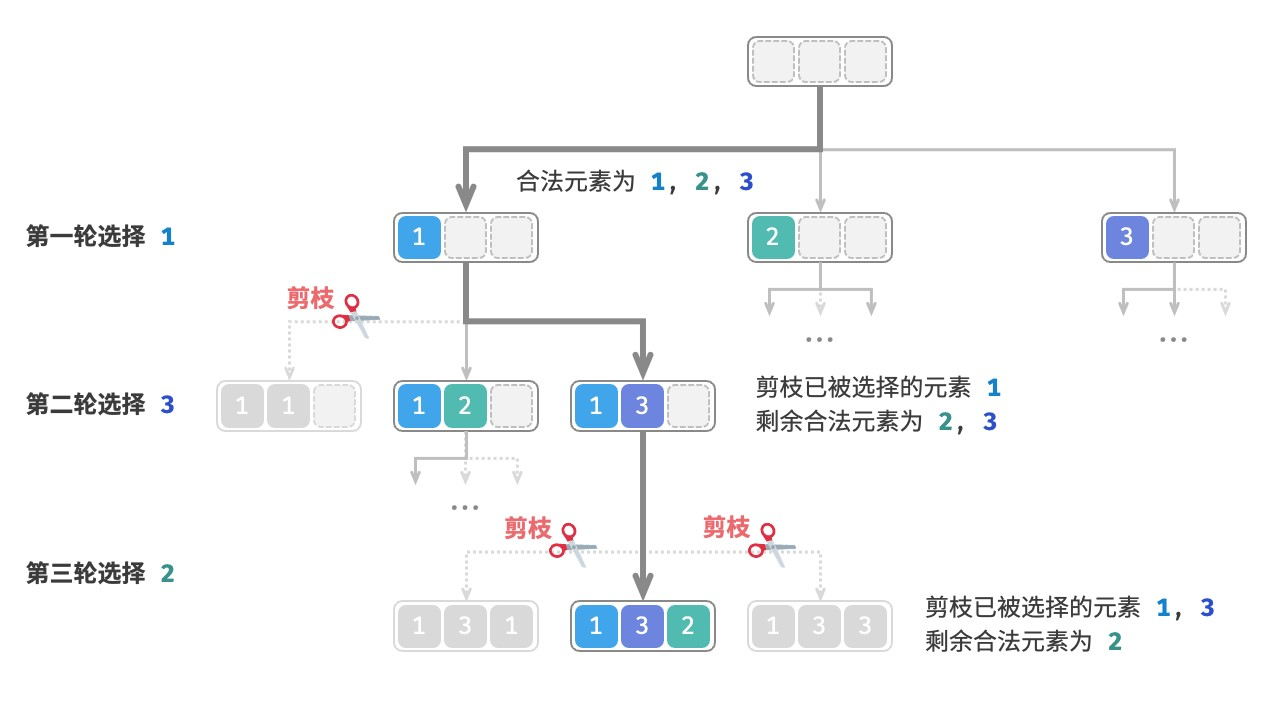 合法元素为 1, 2, 3
第一轮选择 1
1
2
3
剪枝
...
...
第二轮选择 3
1 1
1 2
1 3
剪枝已被选择的元素 1
剩余合法元素为 2, 3
...
剪枝
剪枝
第三轮选择 2
1 3 1
1 3 2
1 3 3
剪枝已被选择的元素 1, 3
剩余合法元素为 2